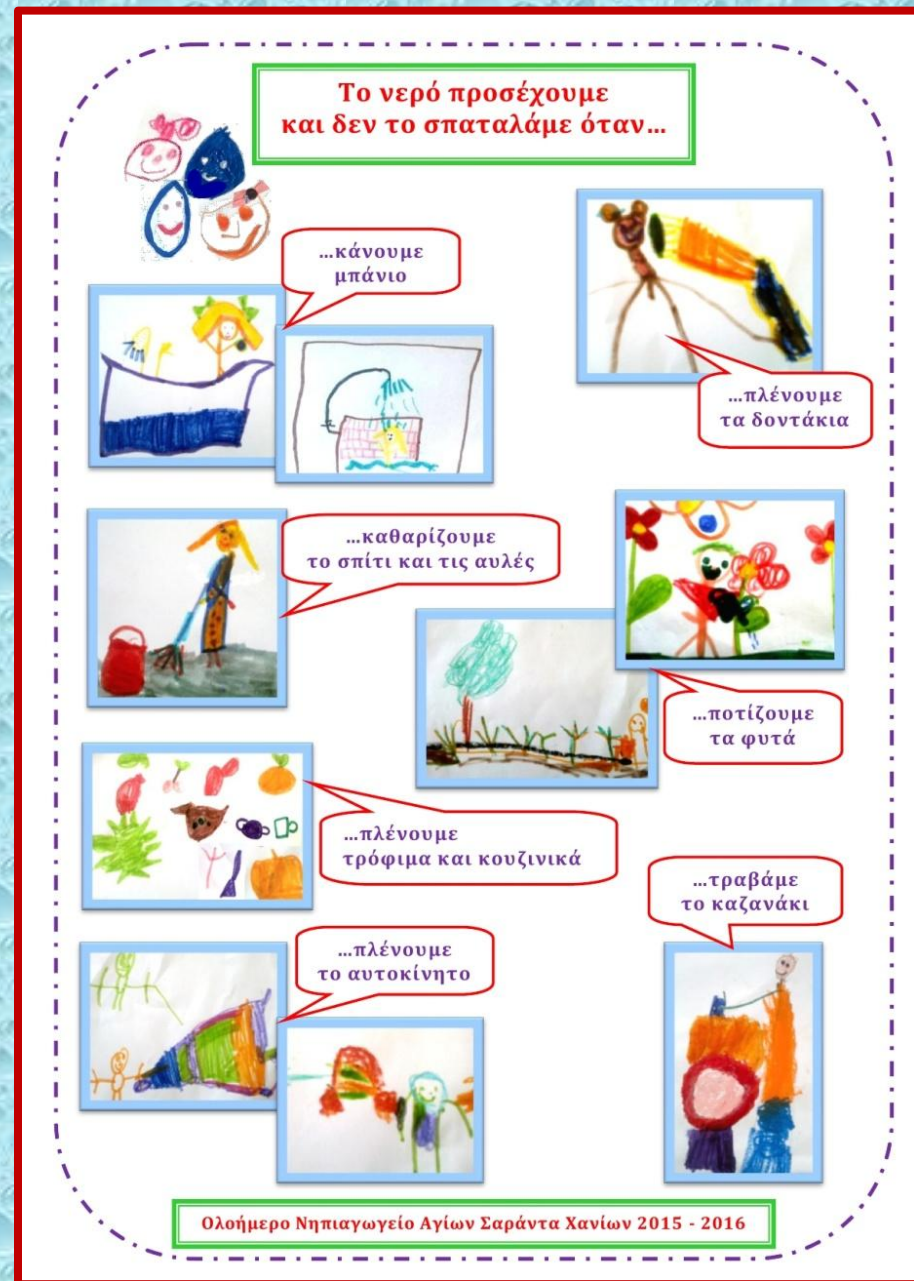 Το νερό προσέχουμε
και δεν το σπαταλάμε όταν...
...κάνουμε
μπάνιο
...πλένουμε
τα δοντάκια
...καθαρίζουμε
το σπίτι και τις αυλές
...ποτίζουμε
τα φυτά
...πλένουμε
τρόφιμα και κουζινικά
...τραβάμε
το καζανάκι
...πλένουμε
το αυτοκίνητο
Ολοήμερο Νηπιαγωγείο Αγίων Σαράντα Χανίων 2015 - 2016